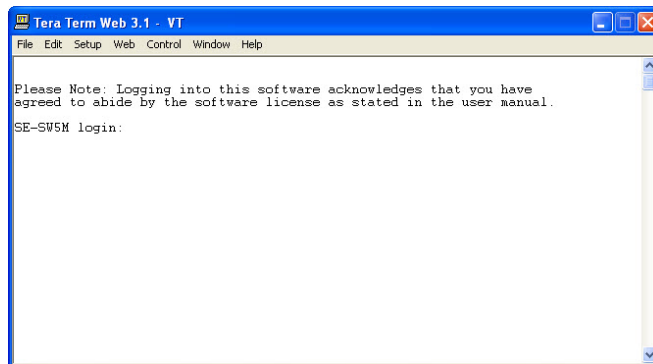 Tera Term Web 3.1 - VT
File Edit Setup Web Control Window Help
Please Note: Logging into this software acknowledges that you have
agreed to abide by the software license as stated in the user manual.
SE-SW5M login: